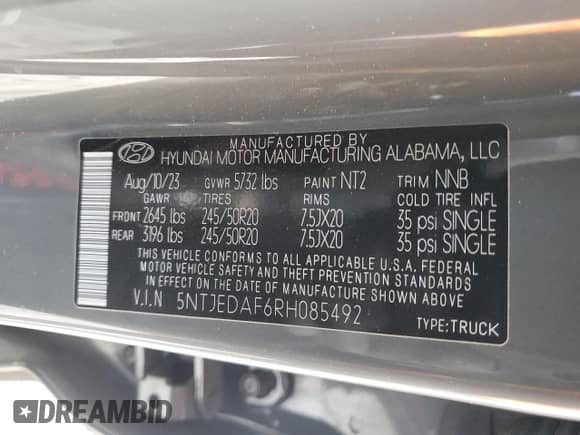 MANUFACTURED BY
HYUNDAI MOTOR MANUFACTURING ALABAMA, LLC
Aug/10/23 GVWR 5732 lbs PAINT NT2 TRIM NNB
GAWR TIRES RIMS COLD TIRE INFL
FRONT 2645 lbs 245/50R20 7.5JX20 35 psi SINGLE
REAR 3196 lbs 245/50R20 7.5JX20 35 psi SINGLE
THIS VEHICLE CONFORMS TO ALL APPLICABLE U.S.A. FEDERAL
MOTOR VEHICLE SAFETY AND THEFT PREVENTION STANDARDS
IN EFFECT ON THE DATE OF MANUFACTURE SHOWN ABOVE.
V.I.N 5NTJEDAF6RH085492
TYPE:TRUCK
DREAMBID